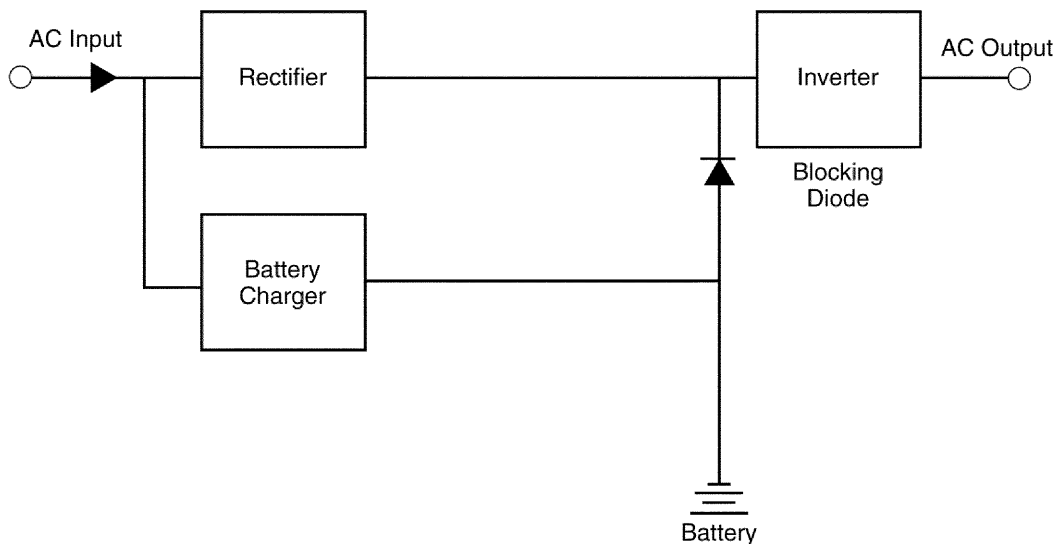 AC Input
Rectifier
Inverter
AC Output
Blocking
Diode
Battery
Charger
Battery